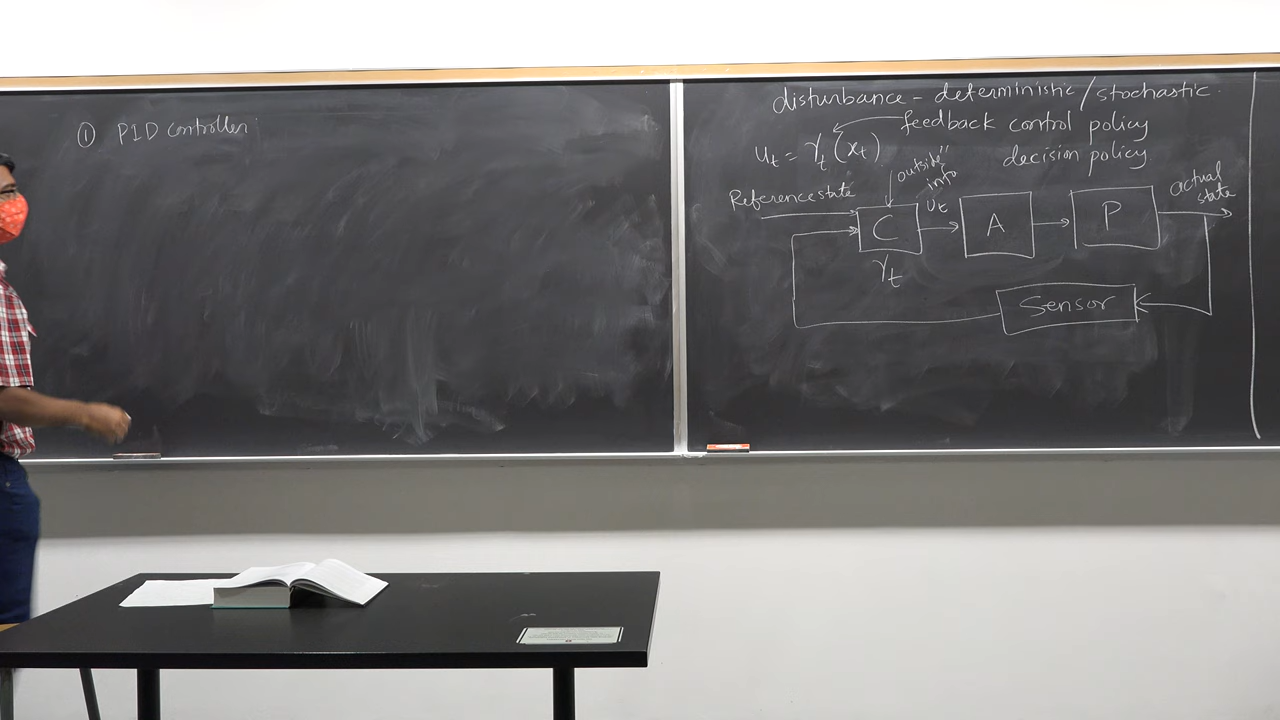 ① PID controller
disturbance - deterministic / stochastic.
feedback control policy
u_t = γ_t (x_t)
decision policy.
"outside" info
Reference state
u_t
actual state
C
A
P
γ_t
Sensor